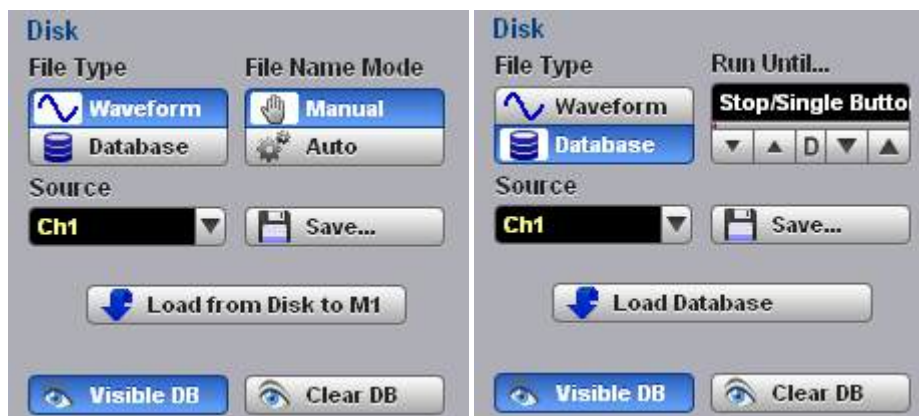 Disk
File Type
File Name Mode
Waveform
Manual
Database
Auto
Source
Ch1
Save...
Load from Disk to M1
Visible DB
Clear DB
Disk
File Type
Run Until...
Waveform
Stop/Single Butto
Database
D
Source
Ch1
Save...
Load Database
Visible DB
Clear DB